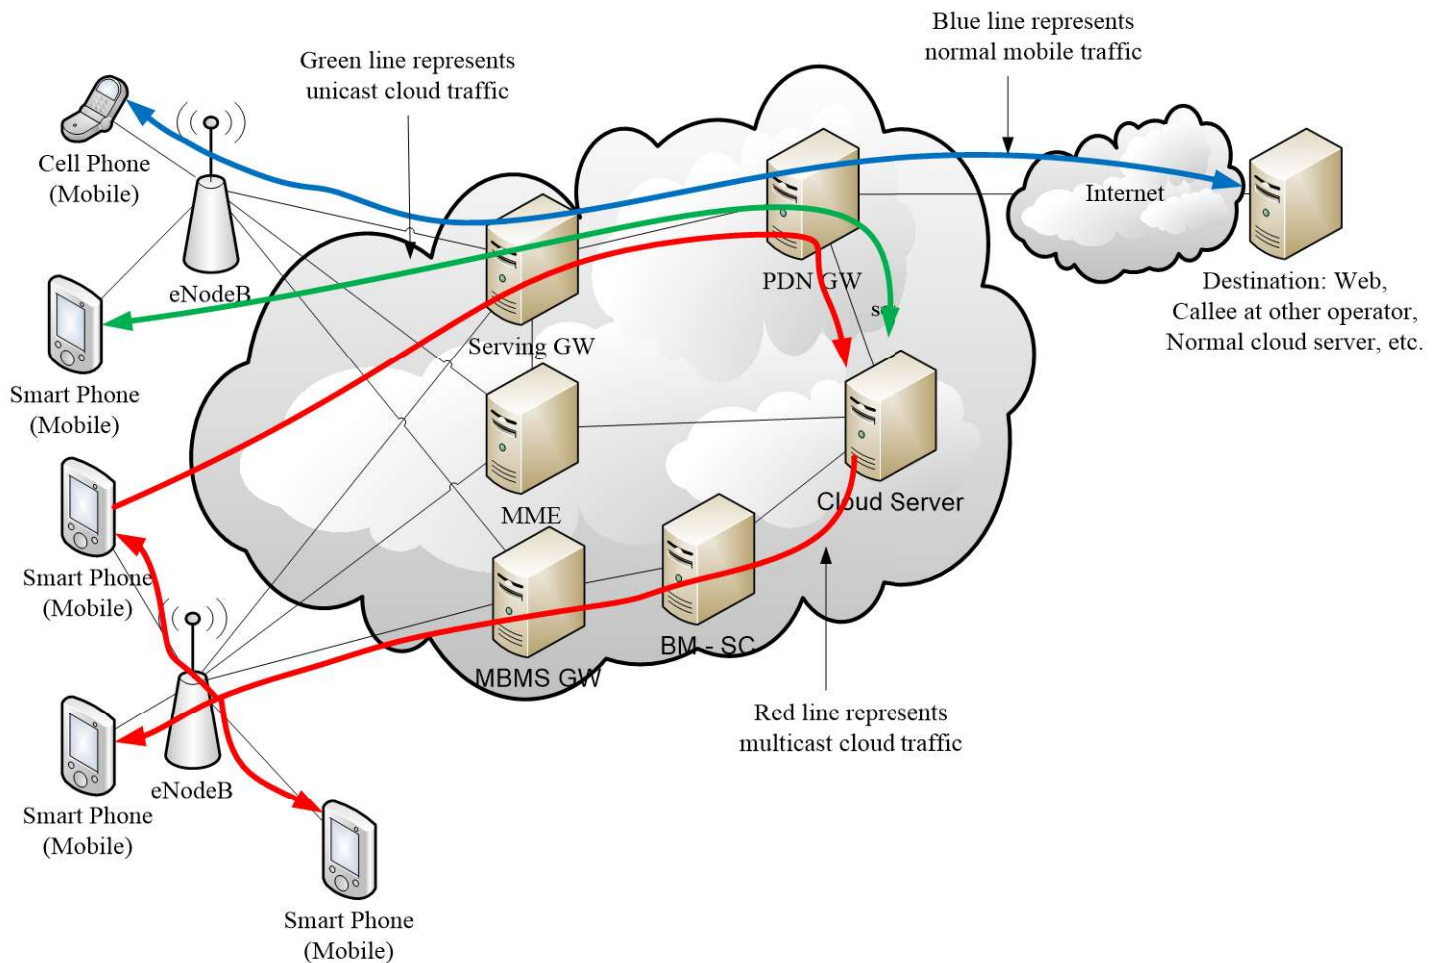 Blue line represents
normal mobile traffic
Green line represents
unicast cloud traffic
Cell Phone
(Mobile)
eNodeB
Internet
PDN GW
Destination: Web,
Callee at other operator,
Normal cloud server, etc.
Serving GW
Smart Phone
(Mobile)
MME
Cloud Server
Smart Phone
(Mobile)
BM - SC
MBMS GW
Red line represents
multicast cloud traffic
eNodeB
Smart Phone
(Mobile)
Smart Phone
(Mobile)